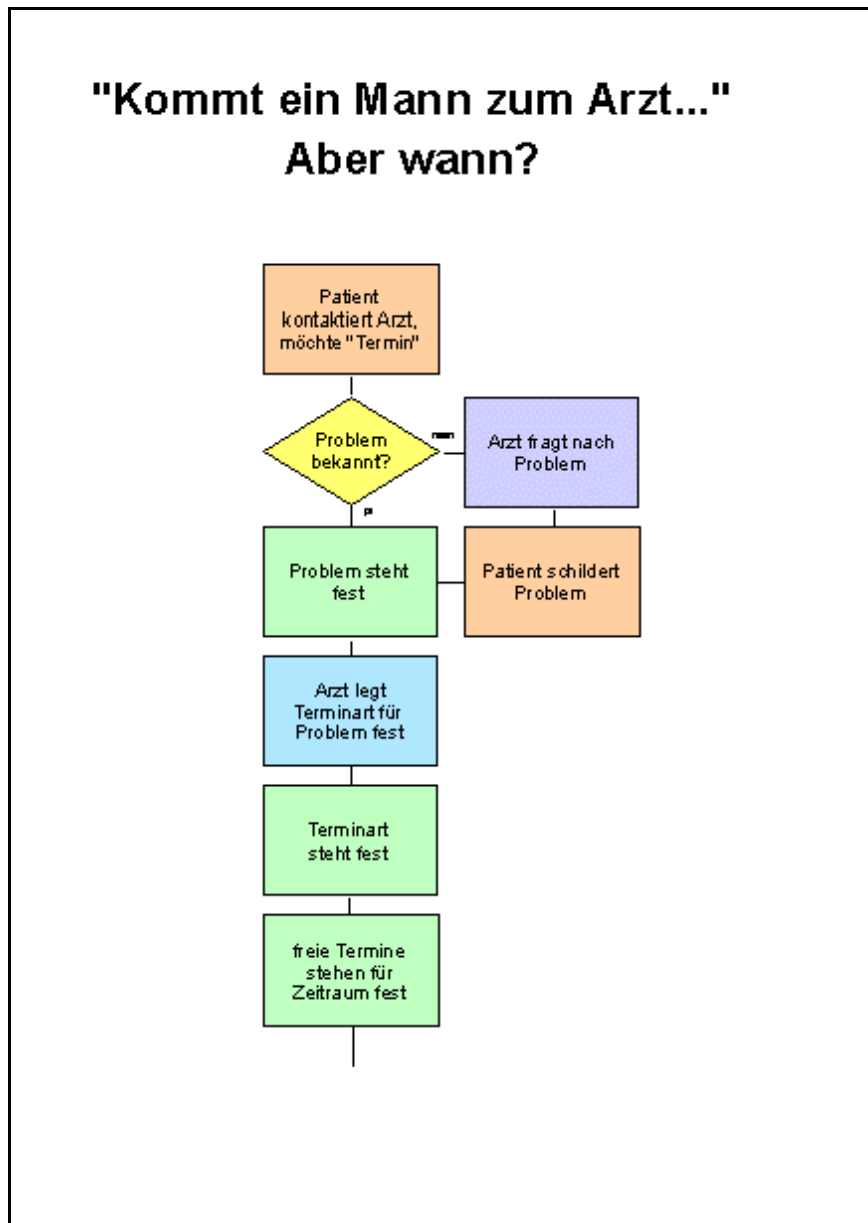 "Kommt ein Mann zum Arzt..."
Aber wann?
Patient
kontaktiert Arzt,
möchte "Termin"
Problem
bekannt?
Arzt fragt nach
Problem
Problem steht
fest
Patient schildert
Problem
Arzt legt
Terminart für
Problem fest
Terminart
steht fest
freie Termine
stehen für
Zeitraum fest